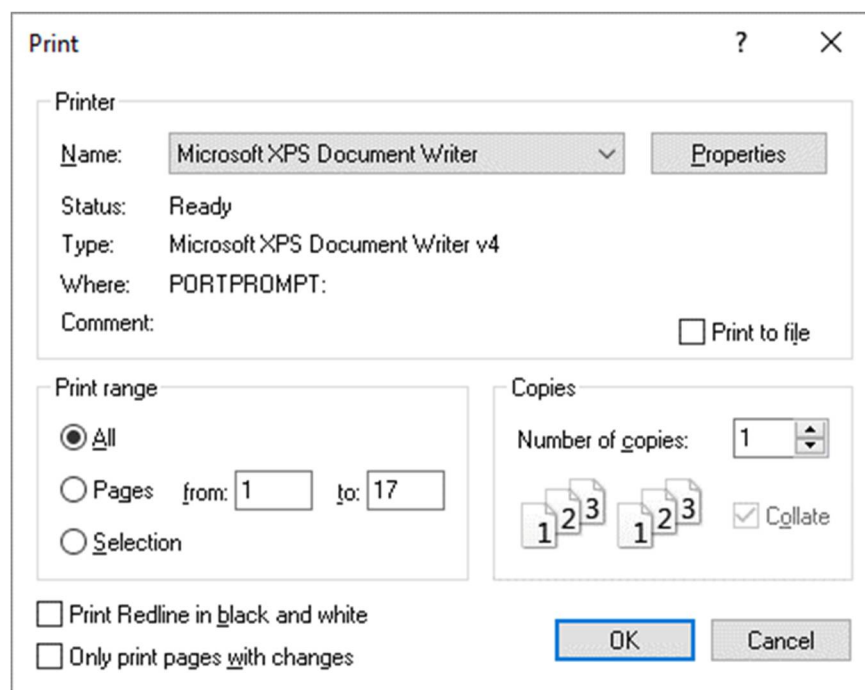 Print ?
Printer
Name: Microsoft XPS Document Writer Properties
Status: Ready
Type: Microsoft XPS Document Writer v4
Where: PORTPROMPT:
Comment:
Print to file
Print range
All
Pages from: 1 to: 17
Selection
Copies
Number of copies: 1
1 2 3 1 2 3
Collate
Print Redline in black and white
Only print pages with changes
OK Cancel